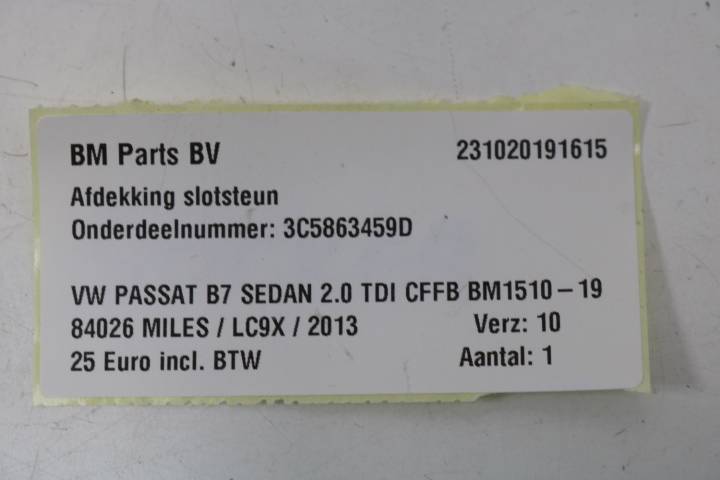 BM Parts BV 231020191615
Afdekking slotsteun
Onderdeelnummer: 3C5863459D
VW PASSAT B7 SEDAN 2.0 TDI CFFB BM1510-19
84026 MILES / LC9X / 2013 Verz: 10
25 Euro incl. BTW Aantal: 1